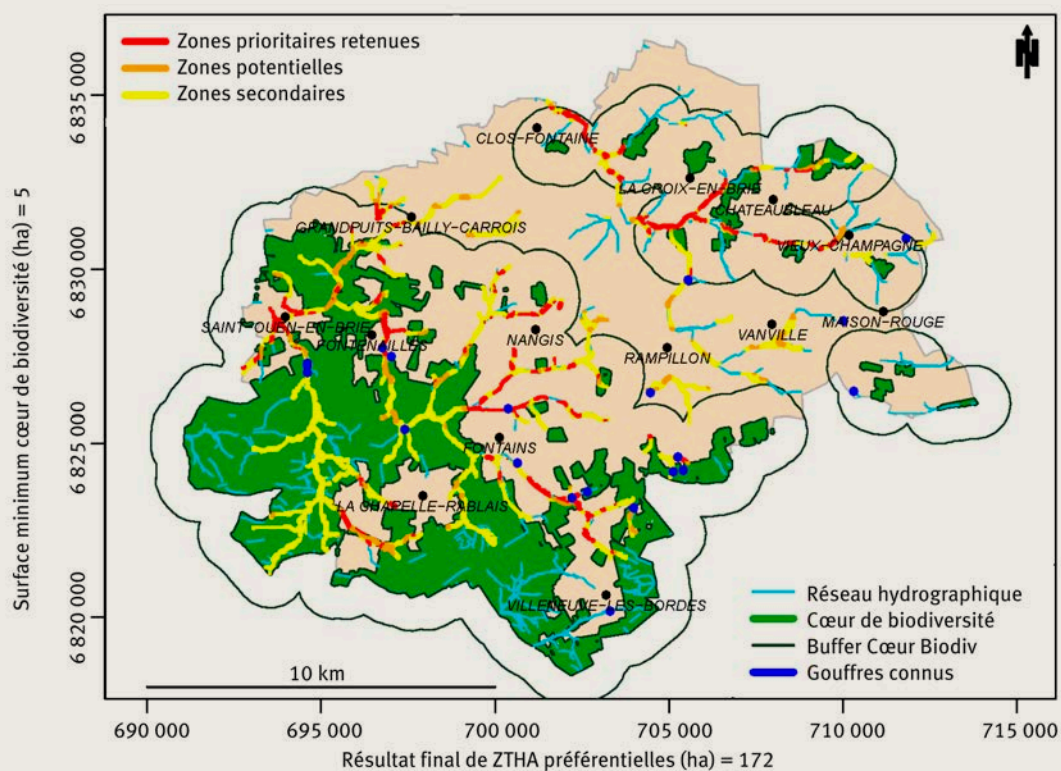 Zones prioritaires retenues
Zones potentielles
Zones secondaires
N
6 835 000
6 830 000
6 825 000
6 820 000
Surface minimum cœur de biodiversité (ha) = 5
CLOS-FONTAINE
LA CROIX-EN-BRIE
CHATEAUBLEAU
GRANDPUITS-BAILLY-CARROIS
VIEUX-CHAMPAGNE
SAINT-OUEN-EN-BRIE
FONTENAILLES
NANGIS
RAMPILLON
VANVILLE
MAISON-ROUGE
FONTAINS
LA CHAPELLE-RABLAIS
VILLENEUVE-LES-BORDES
Réseau hydrographique
Cœur de biodiversité
Buffer Cœur Biodiv
Gouffres connus
10 km
690 000
695 000
700 000
705 000
710 000
715 000
Résultat final de ZTHA préférentielles (ha) = 172